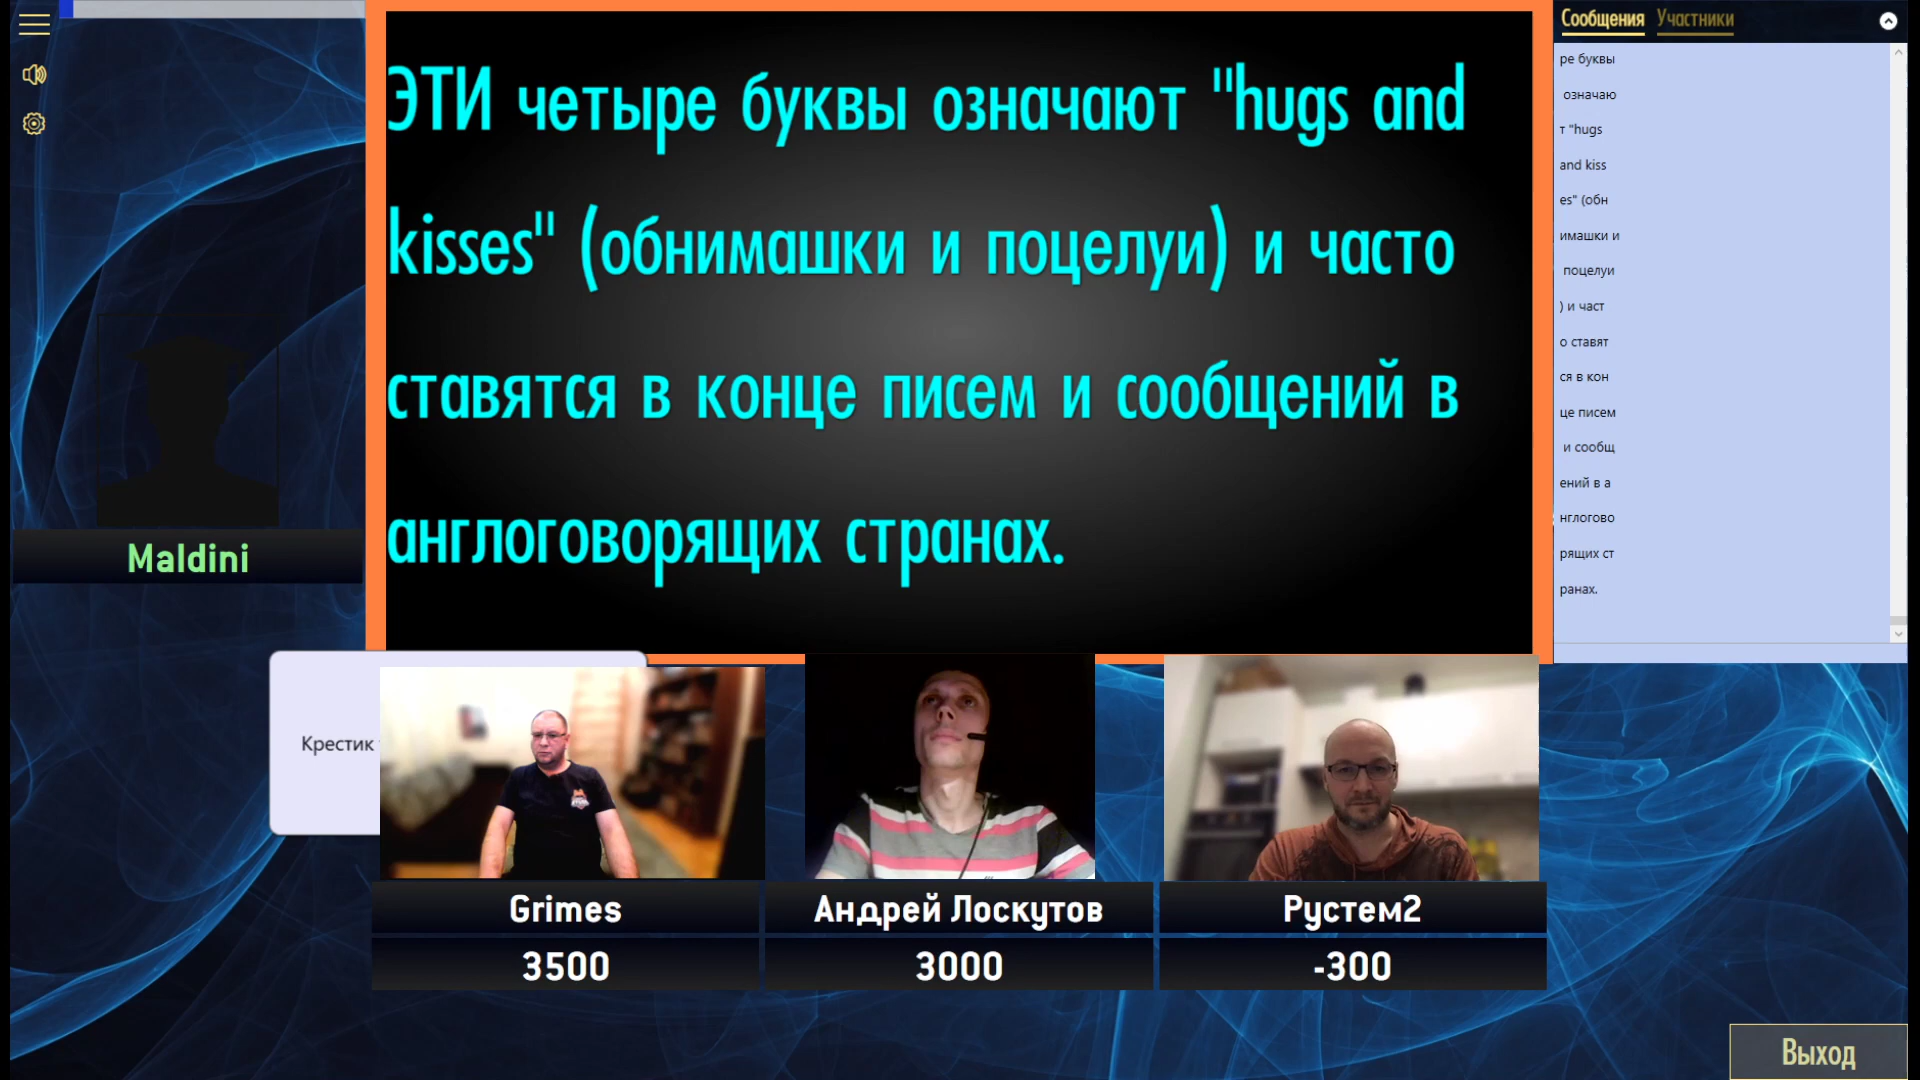 ЭТИ четыре буквы означают "hugs and
kisses" (обнимашки и поцелуи) и часто
ставятся в конце писем и сообщений в
англоговорящих странах.
Сообщения Участники
ре буквы
означаю
т "hugs
and kiss
es" (обн
имашки и
поцелуи
) и част
о ставят
ся в кон
це писем
и сообщ
ений в а
нглогово
рящих ст
ранах.
Maldini
Крестик
Grimes
3500
Андрей Лоскутов
3000
Рустем2
-300
Выход